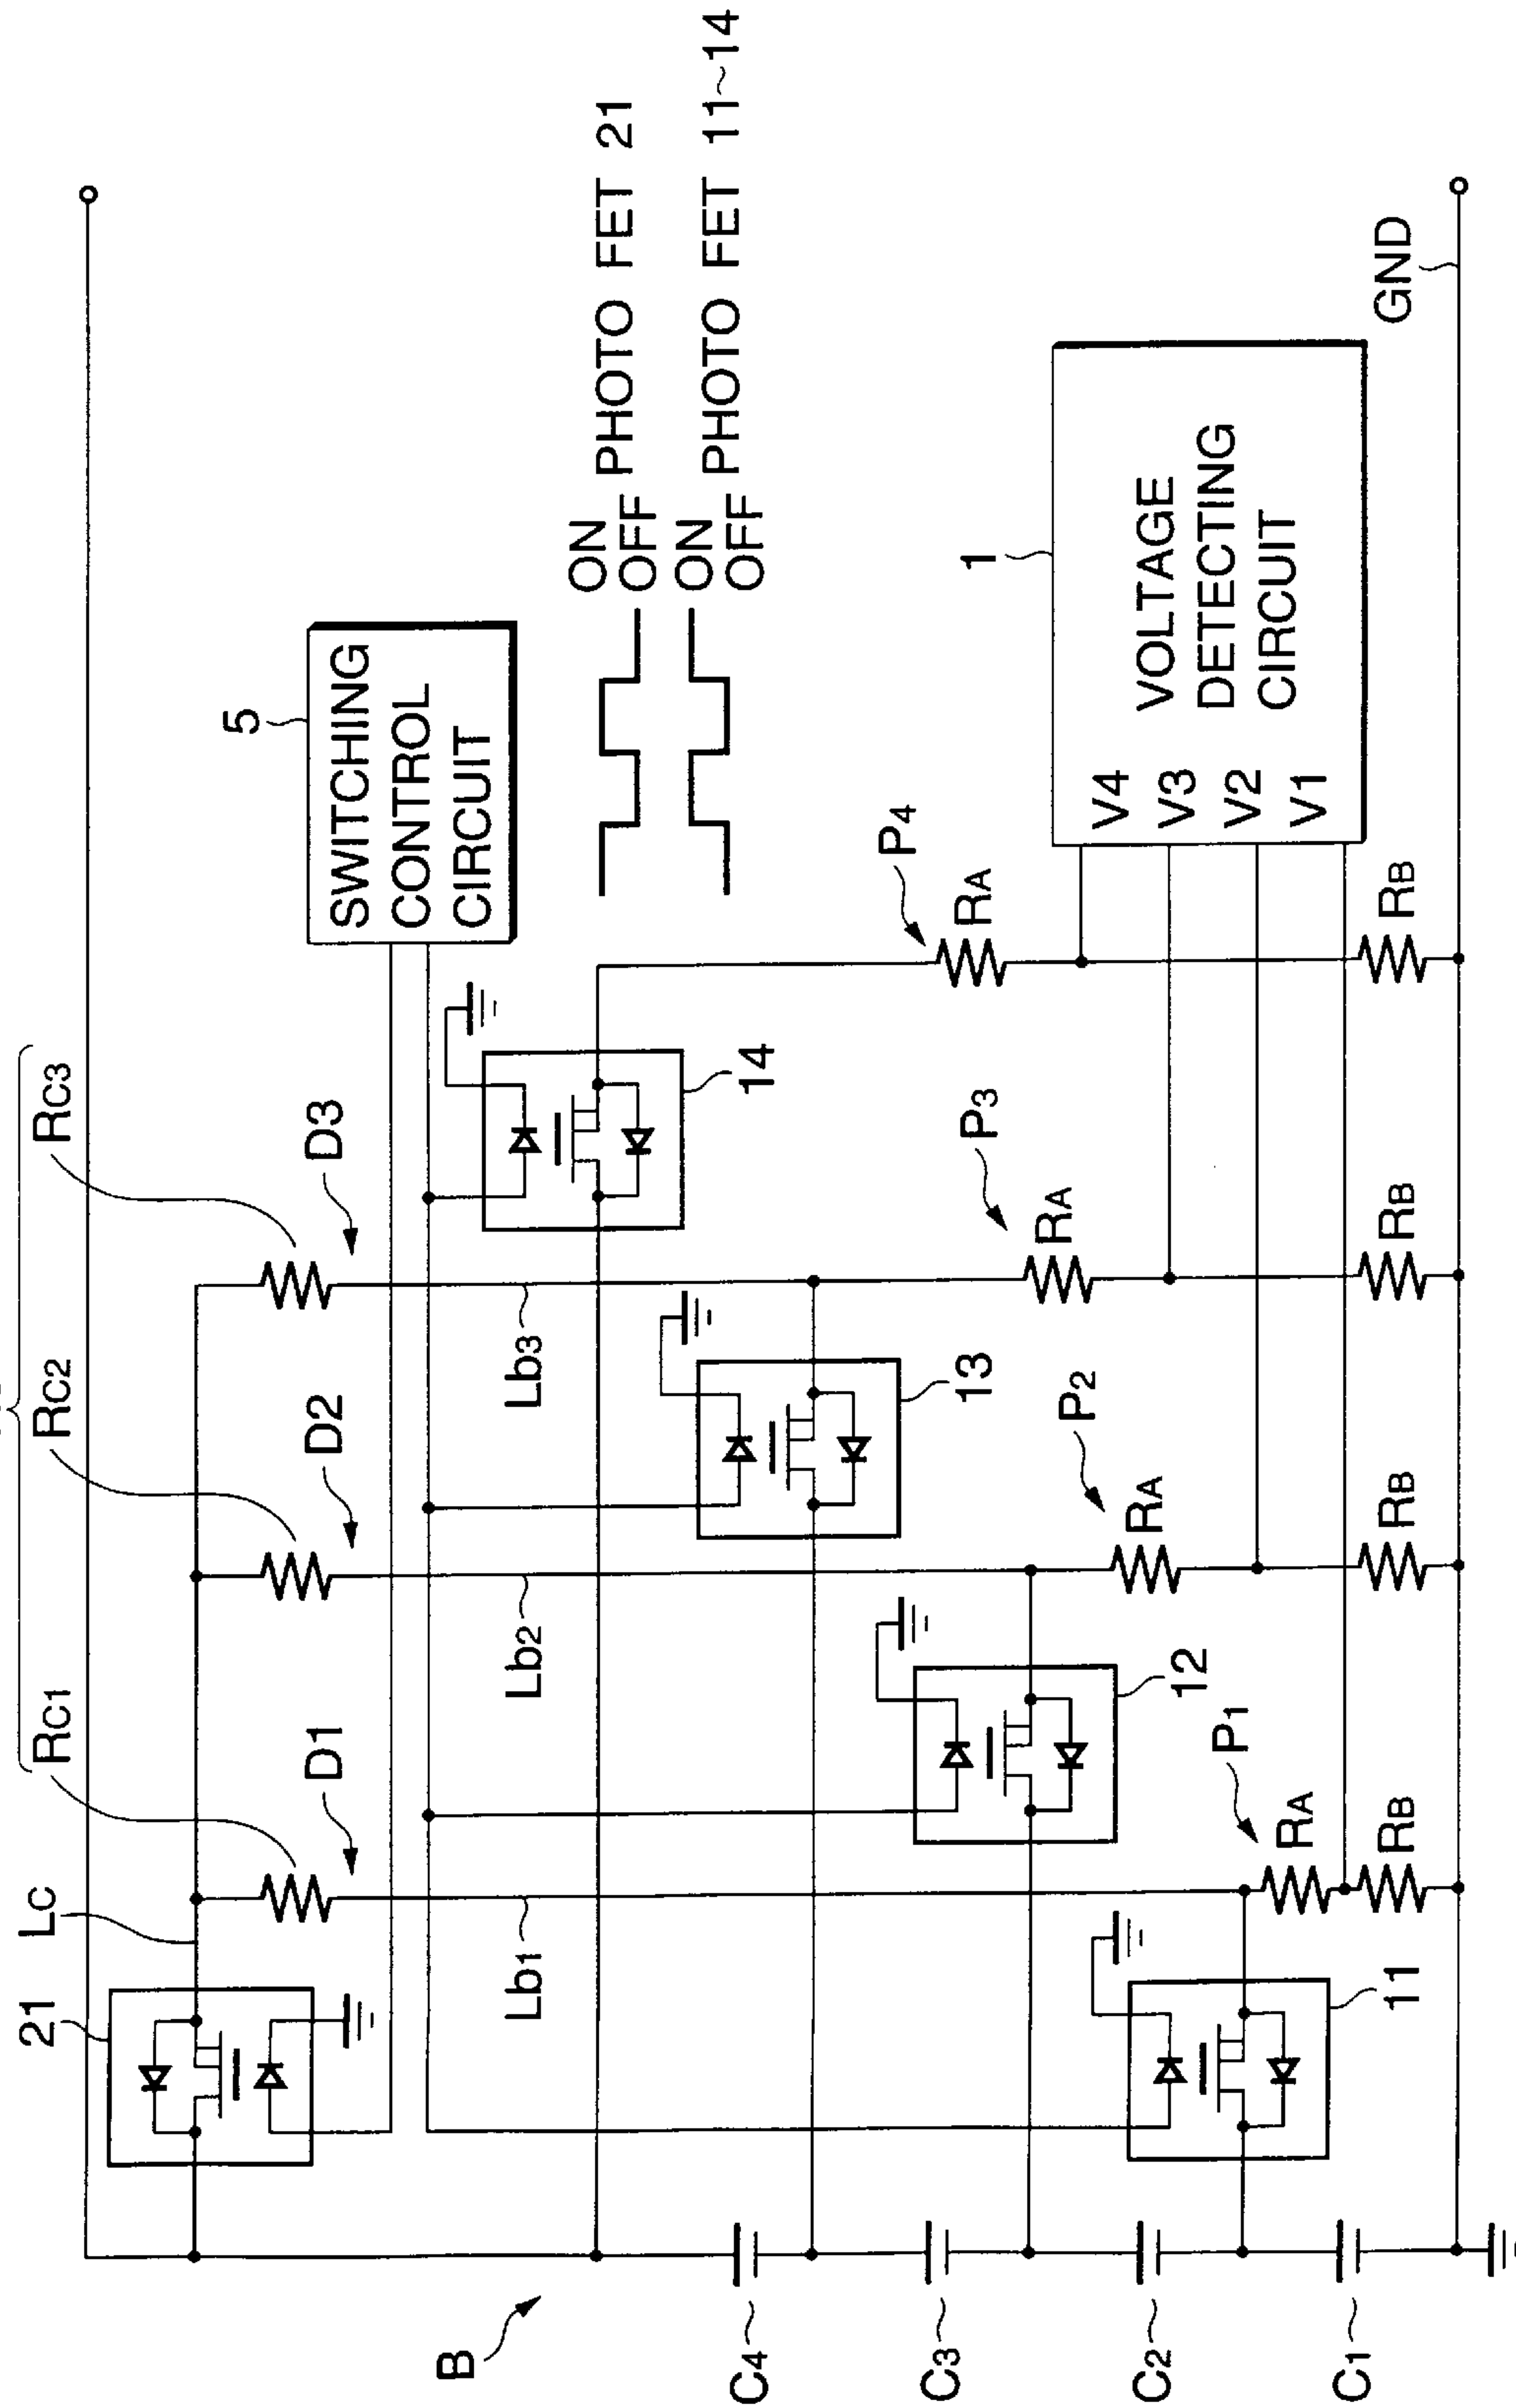 RC1 RC2 RC3
21
LC
D1
D2
D3
5
SWITCHING
CONTROL
CIRCUIT
Lb1
Lb2
Lb3
14
ON
OFF
PHOTO FET 21
ON
OFF
PHOTO FET 11~14
B
C4
13
P4
RA
C3
12
P3
RA
1
VOLTAGE
DETECTING
CIRCUIT
V4
V3
V2
V1
C2
P2
RA
11
P1
RA
C1
RB
RB
RB
RB
GND